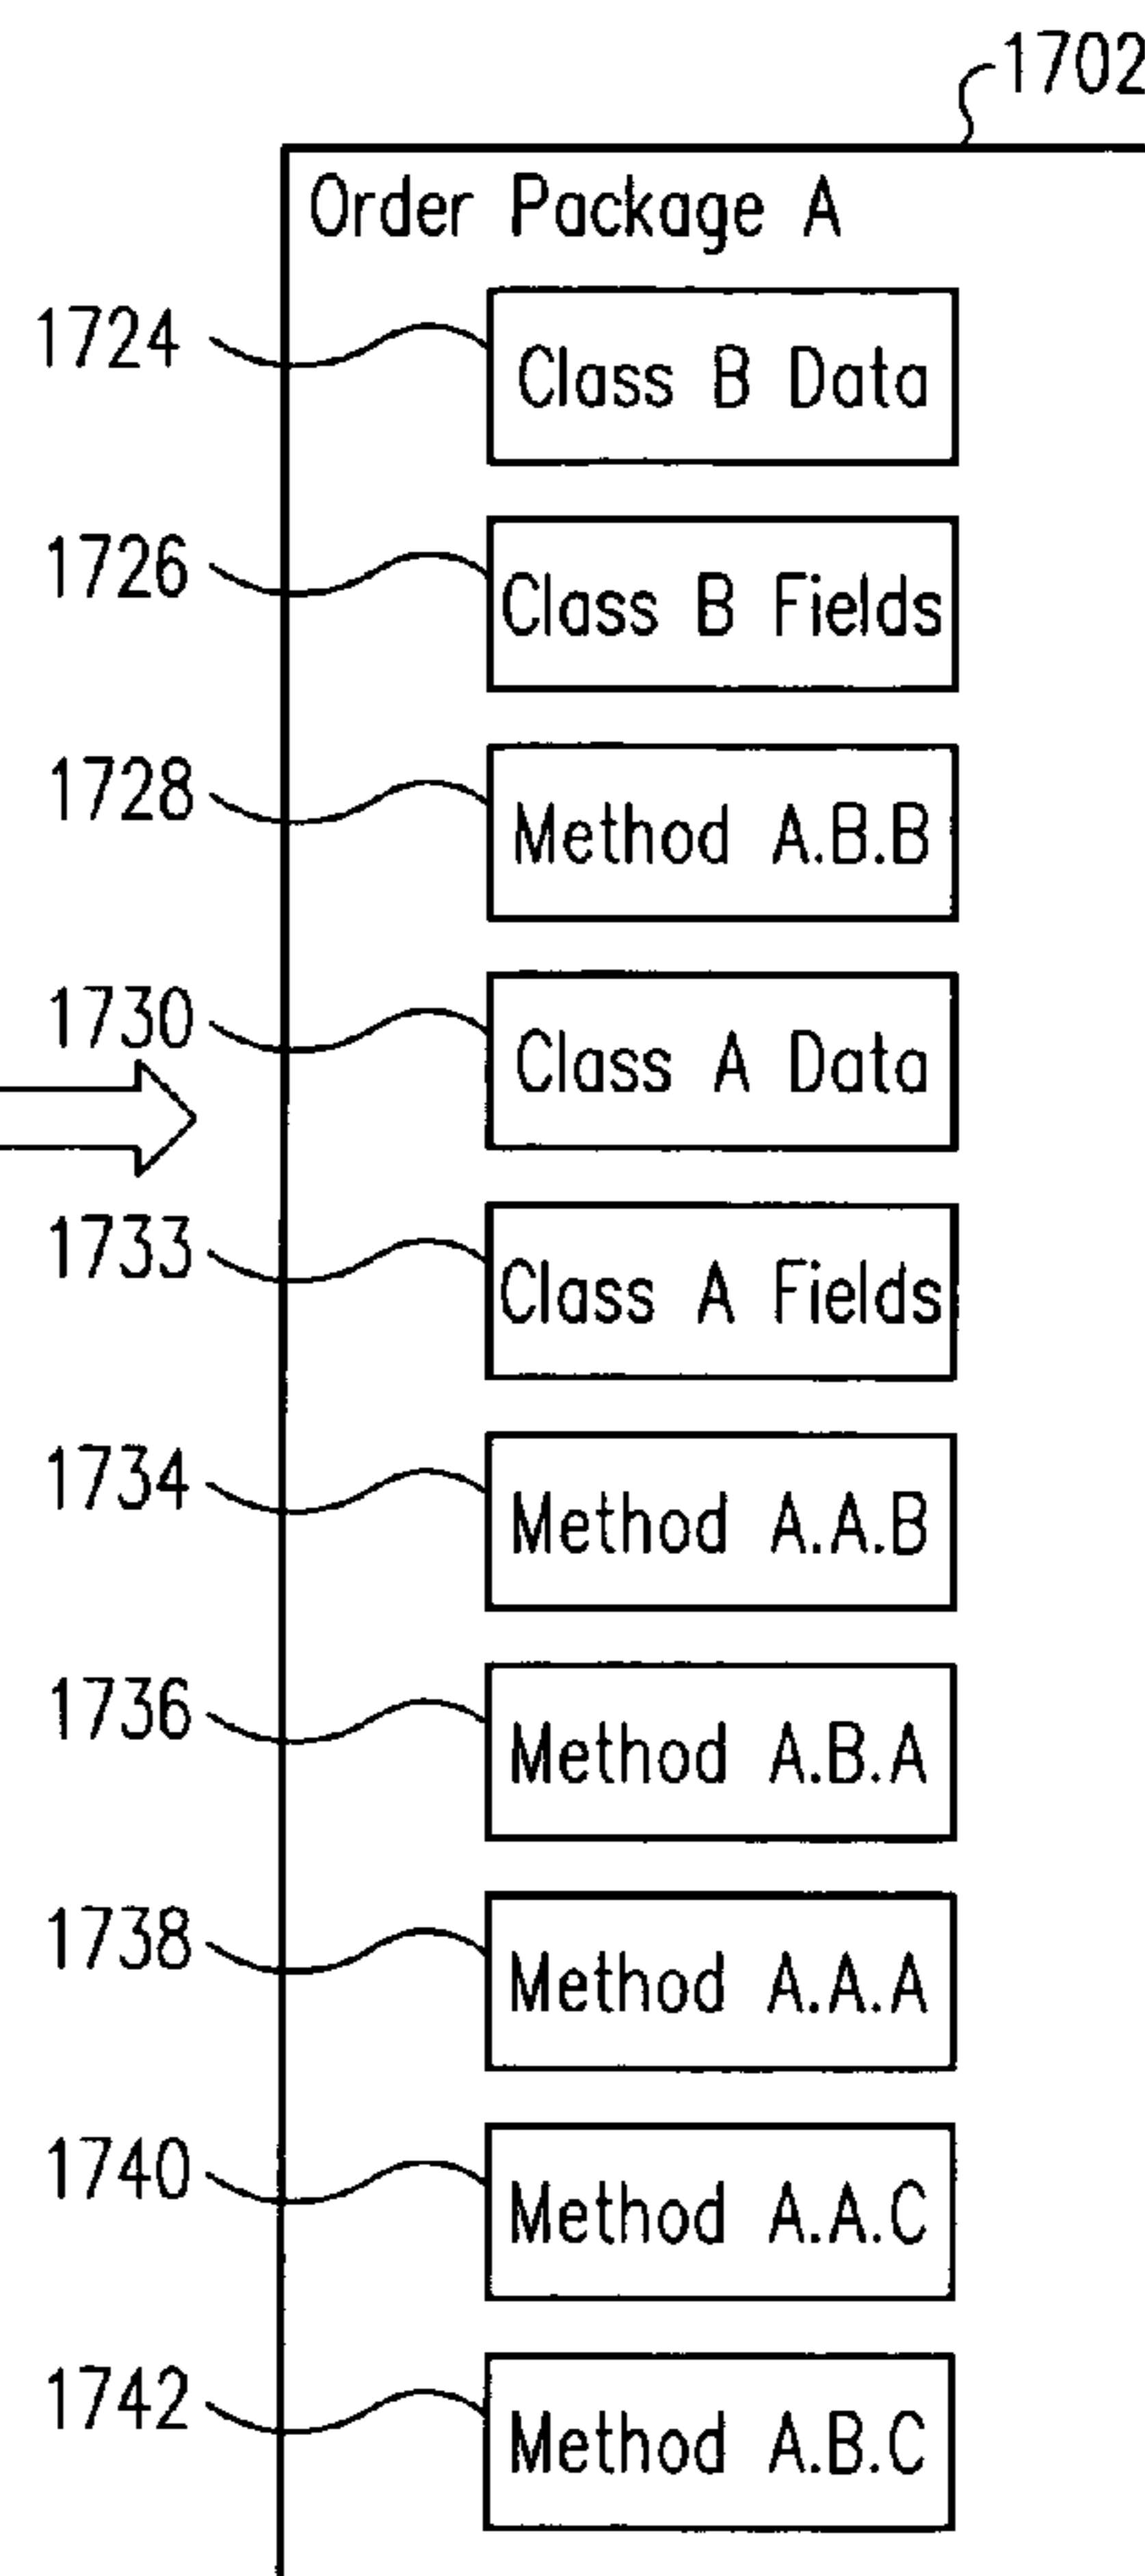 1702
Order Package A
1724
Class B Data
1726
Class B Fields
1728
Method A.B.B
1730
Class A Data
1733
Class A Fields
1734
Method A.A.B
1736
Method A.B.A
1738
Method A.A.A
1740
Method A.A.C
1742
Method A.B.C